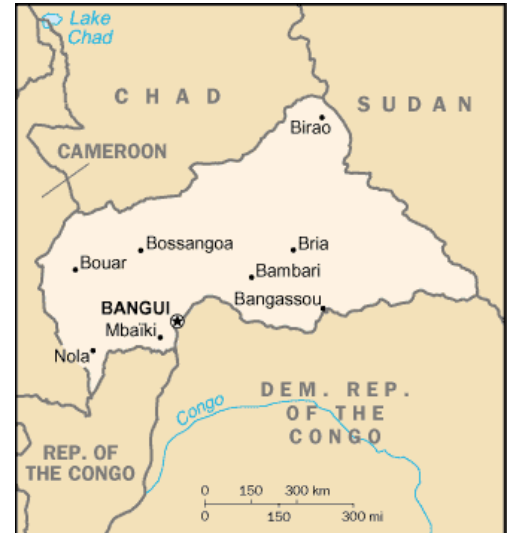 Lake
Chad
CHAD
SUDAN
Birao
CAMEROON
Bossangoa
Bria
Bouar
Bambari
Bangassou
BANGUI
Mbaïki
Nola
DEM. REP.
OF THE
CONGO
Congo
REP. OF
THE CONGO
0 150 300 km
0 150 300 mi